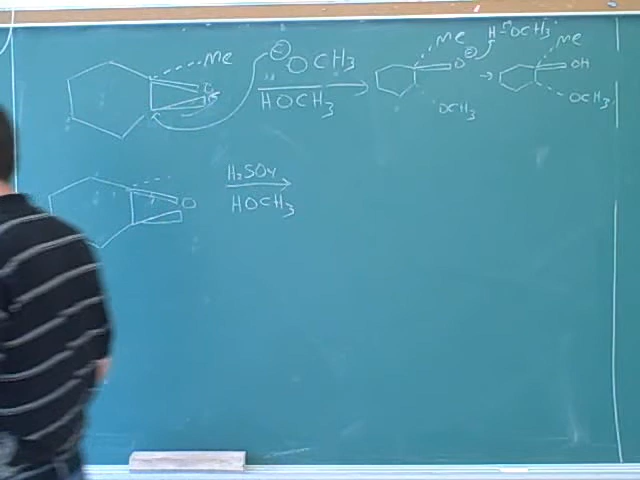 Me ⊖OCH3 Me O⊖ H-OCH3 Me
O HOCH3 → OCH3 → OH OCH3
O H2SO4
HOCH3